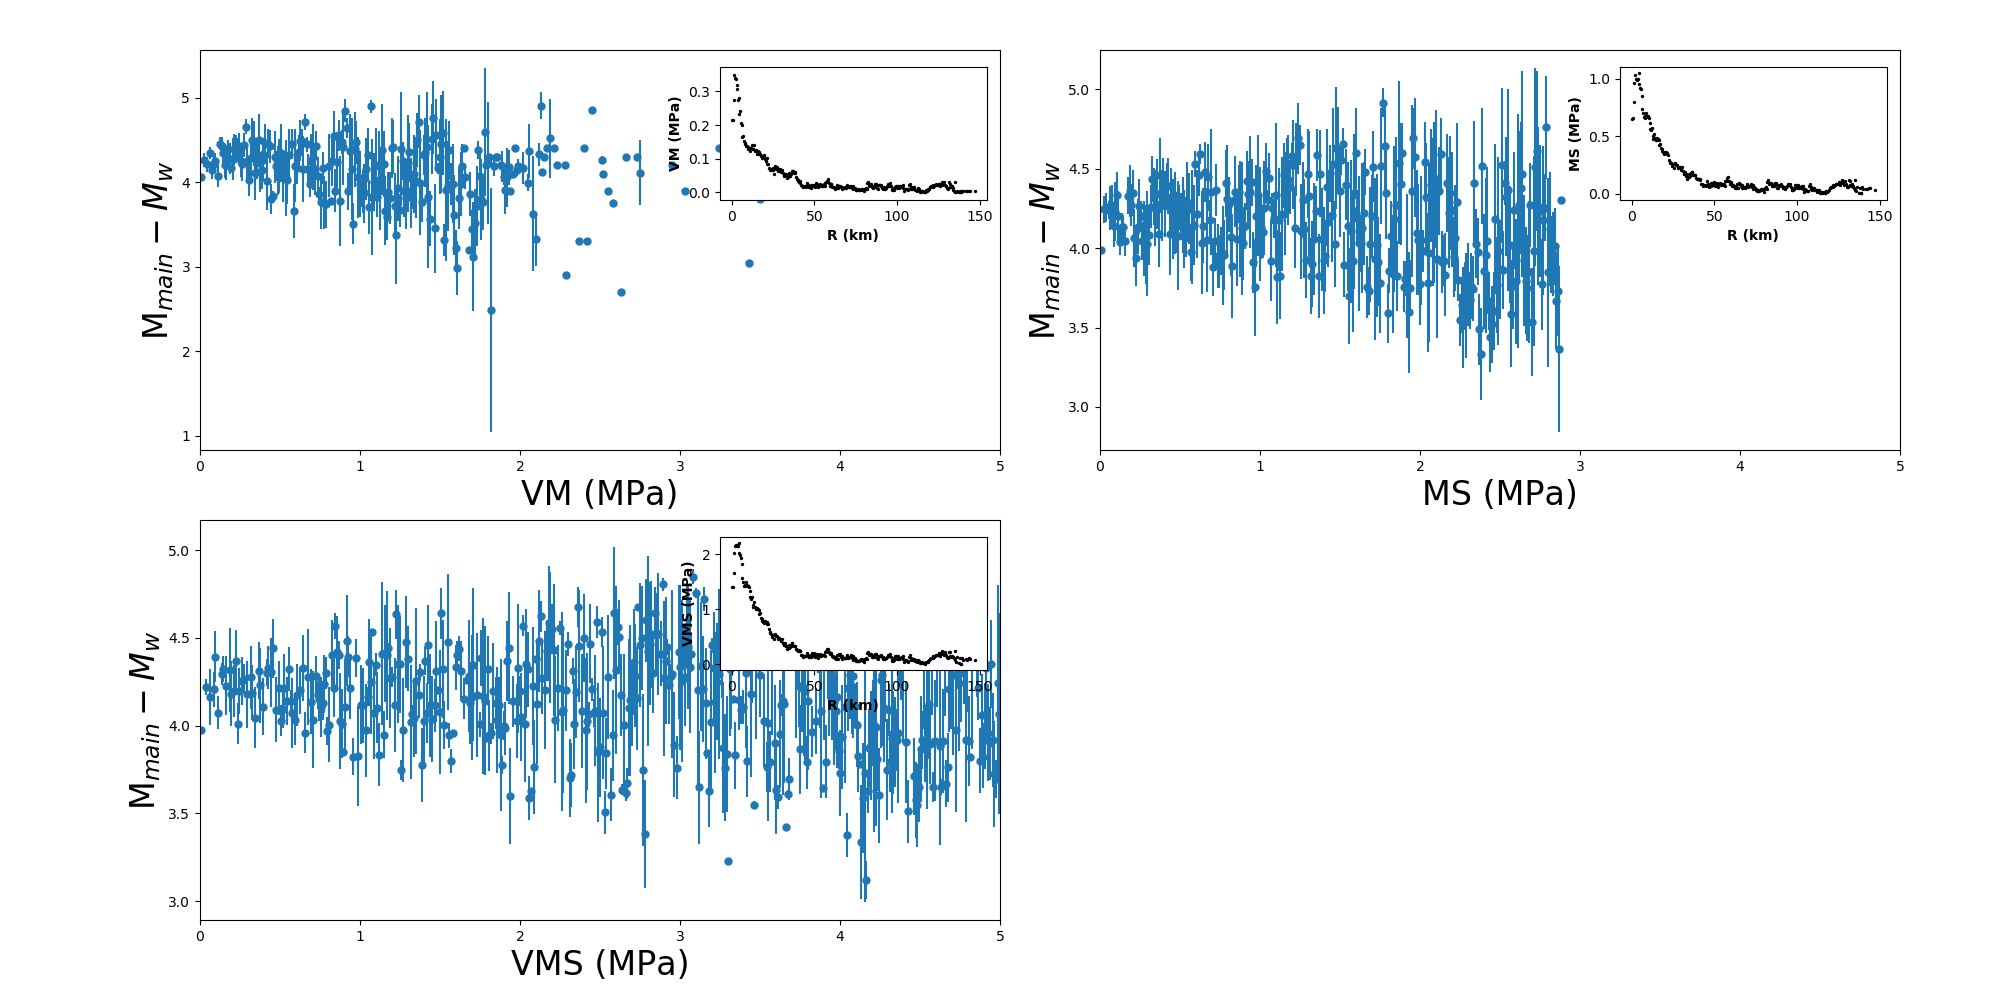 5
4
3
2
1
M_main − M_w
0 1 2 3 4 5
VM (MPa)
0.3
0.2
0.1
0.0
VM (MPa)
0 50 100 150
R (km)
5.0
4.5
4.0
3.5
3.0
M_main − M_w
0 1 2 3 4 5
MS (MPa)
1.0
0.5
0.0
MS (MPa)
0 50 100 150
R (km)
5.0
4.5
4.0
3.5
3.0
M_main − M_w
0 1 2 3 4 5
VMS (MPa)
2
1
0
VMS (MPa)
0 50 100 150
R (km)